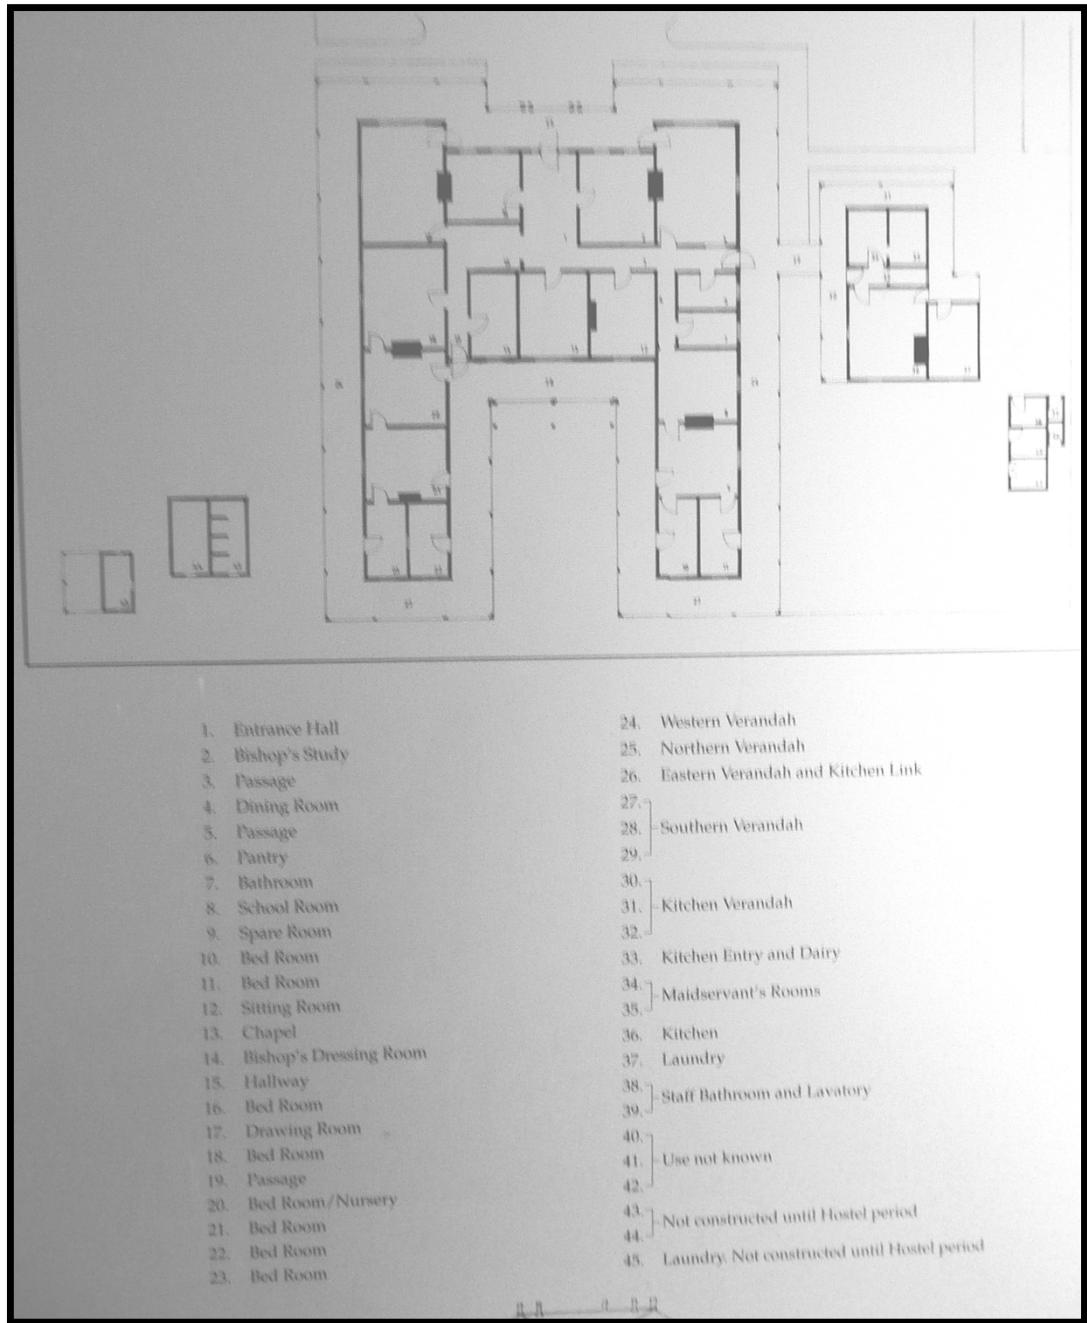 1. Entrance Hall
2. Bishop's Study
3. Passage
4. Dining Room
5. Passage
6. Pantry
7. Bathroom
8. School Room
9. Spare Room
10. Bed Room
11. Bed Room
12. Sitting Room
13. Chapel
14. Bishop's Dressing Room
15. Hallway
16. Bed Room
17. Drawing Room
18. Bed Room
19. Passage
20. Bed Room/Nursery
21. Bed Room
22. Bed Room
23. Bed Room
24. Western Verandah
25. Northern Verandah
26. Eastern Verandah and Kitchen Link
27.
28. Southern Verandah
29.
30.
31. Kitchen Verandah
32.
33. Kitchen Entry and Dairy
34.
Maidservant's Rooms
35.
36. Kitchen
37. Laundry
38.
Staff Bathroom and Lavatory
39.
40.
41. Use not known
42.
43.
Not constructed until Hostel period
44.
45. Laundry. Not constructed until Hostel period